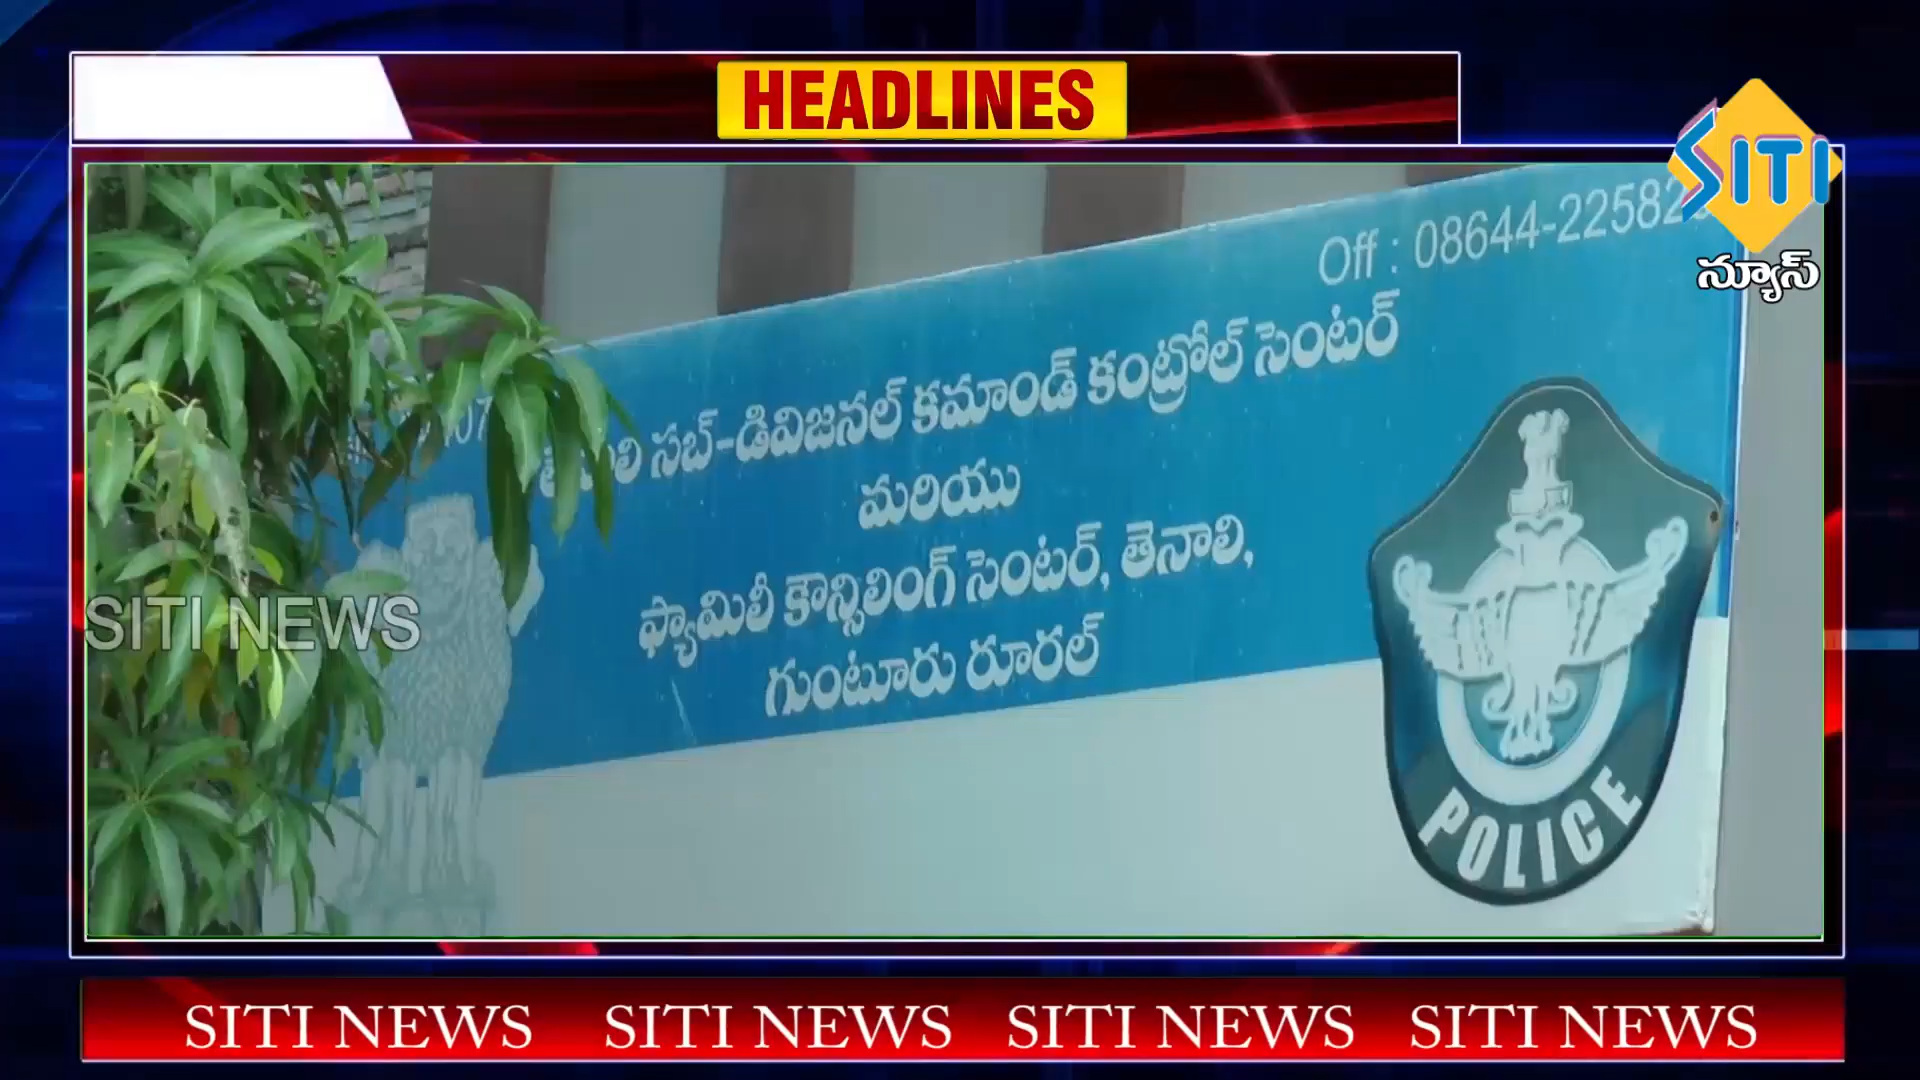 HEADLINES
SITI
న్యూస్
Off : 08644-22582
సబ్-డివిజనల్ కమాండ్ కంట్రోల్ సెంటర్
మరియు
ఫ్యామిలీ కౌన్సిలింగ్ సెంటర్, తెనాలి,
గుంటూరు రూరల్
POLICE
SITI NEWS
SITI NEWS SITI NEWS SITI NEWS SITI NEWS